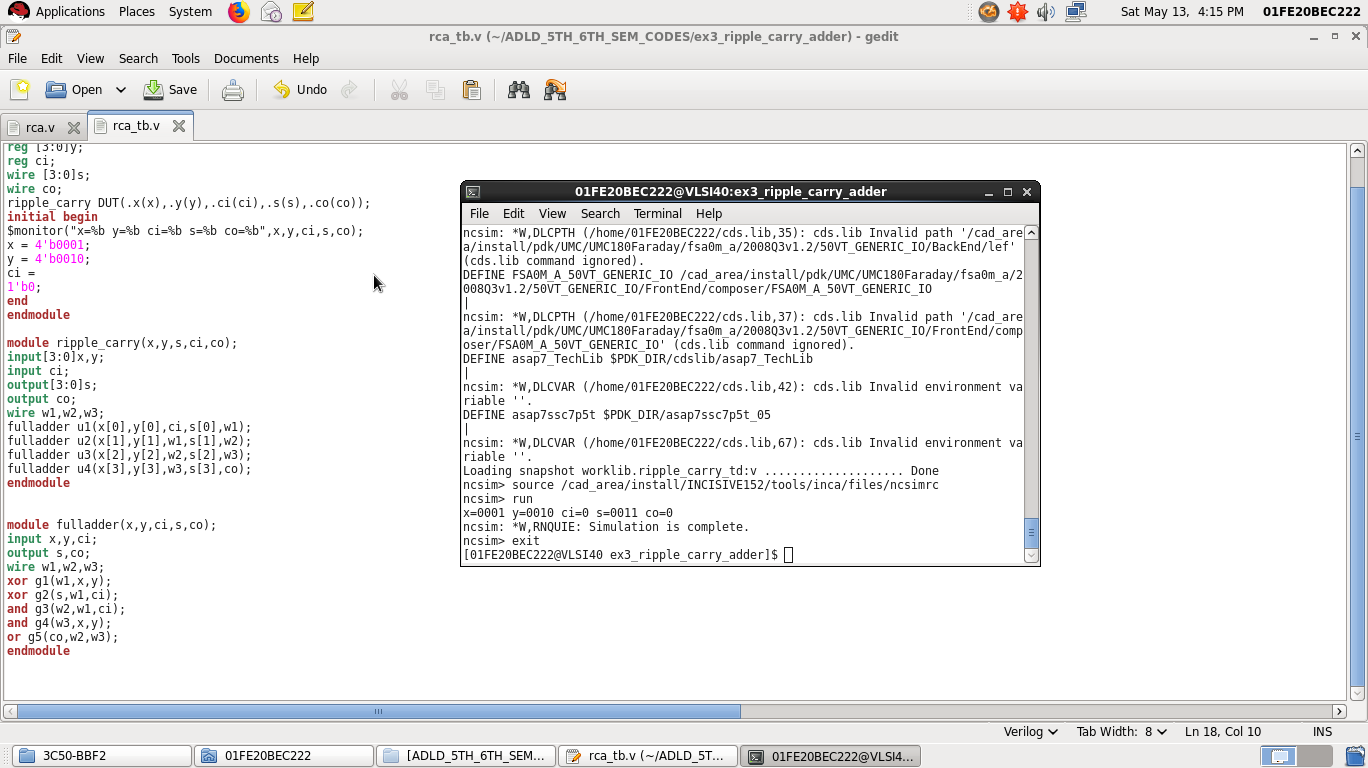 Applications Places System Sat May 13, 4:15 PM 01FE20BEC222
rca_tb.v (~/ADLD_5TH_6TH_SEM_CODES/ex3_ripple_carry_adder) - gedit
File Edit View Search Tools Documents Help
Open Save Undo
rca.v rca_tb.v
reg [3:0]y;
reg ci;
wire [3:0]s;
wire co;
ripple_carry DUT(.x(x),.y(y),.ci(ci),.s(s),.co(co));
initial begin
$monitor("x=%b y=%b ci=%b s=%b co=%b",x,y,ci,s,co);
x = 4'b0001;
y = 4'b0010;
ci =
1'b0;
end
endmodule
module ripple_carry(x,y,s,ci,co);
input[3:0]x,y;
input ci;
output[3:0]s;
output co;
wire w1,w2,w3;
fulladder u1(x[0],y[0],ci,s[0],w1);
fulladder u2(x[1],y[1],w1,s[1],w2);
fulladder u3(x[2],y[2],w2,s[2],w3);
fulladder u4(x[3],y[3],w3,s[3],co);
endmodule
module fulladder(x,y,ci,s,co);
input x,y,ci;
output s,co;
wire w1,w2,w3;
xor g1(w1,x,y);
xor g2(s,w1,ci);
and g3(w2,w1,ci);
and g4(w3,x,y);
or g5(co,w2,w3);
endmodule
01FE20BEC222@VLSI40:ex3_ripple_carry_adder
File Edit View Search Terminal Help
ncsim: *W,DLCPTH (/home/01FE20BEC222/cds.lib,35): cds.lib Invalid path '/cad_are
a/install/pdk/UMC/UMC180Faraday/fsa0m_a/2008Q3v1.2/50VT_GENERIC_IO/BackEnd/lef'
(cds.lib command ignored).
DEFINE FSA0M_A_50VT_GENERIC_IO /cad_area/install/pdk/UMC/UMC180Faraday/fsa0m_a/2
008Q3v1.2/50VT_GENERIC_IO/FrontEnd/composer/FSA0M_A_50VT_GENERIC_IO
|
ncsim: *W,DLCPTH (/home/01FE20BEC222/cds.lib,37): cds.lib Invalid path '/cad_are
a/install/pdk/UMC/UMC180Faraday/fsa0m_a/2008Q3v1.2/50VT_GENERIC_IO/FrontEnd/comp
oser/FSA0M_A_50VT_GENERIC_IO' (cds.lib command ignored).
DEFINE asap7_TechLib $PDK_DIR/cdslib/asap7_TechLib
|
ncsim: *W,DLCVAR (/home/01FE20BEC222/cds.lib,42): cds.lib Invalid environment va
riable ''.
DEFINE asap7ssc7p5t $PDK_DIR/asap7ssc7p5t_05
|
ncsim: *W,DLCVAR (/home/01FE20BEC222/cds.lib,67): cds.lib Invalid environment va
riable ''.
Loading snapshot worklib.ripple_carry_td:v .................... Done
ncsim> source /cad_area/install/INCISIVE152/tools/inca/files/ncsimrc
ncsim> run
x=0001 y=0010 ci=0 s=0011 co=0
ncsim: *W,RNQUIE: Simulation is complete.
ncsim> exit
[01FE20BEC222@VLSI40 ex3_ripple_carry_adder]$
Verilog Tab Width: 8 Ln 18, Col 10 INS
3C50-BBF2 01FE20BEC222 [ADLD_5TH_6TH_SEM... rca_tb.v (~/ADLD_5T... 01FE20BEC222@VLSI4...